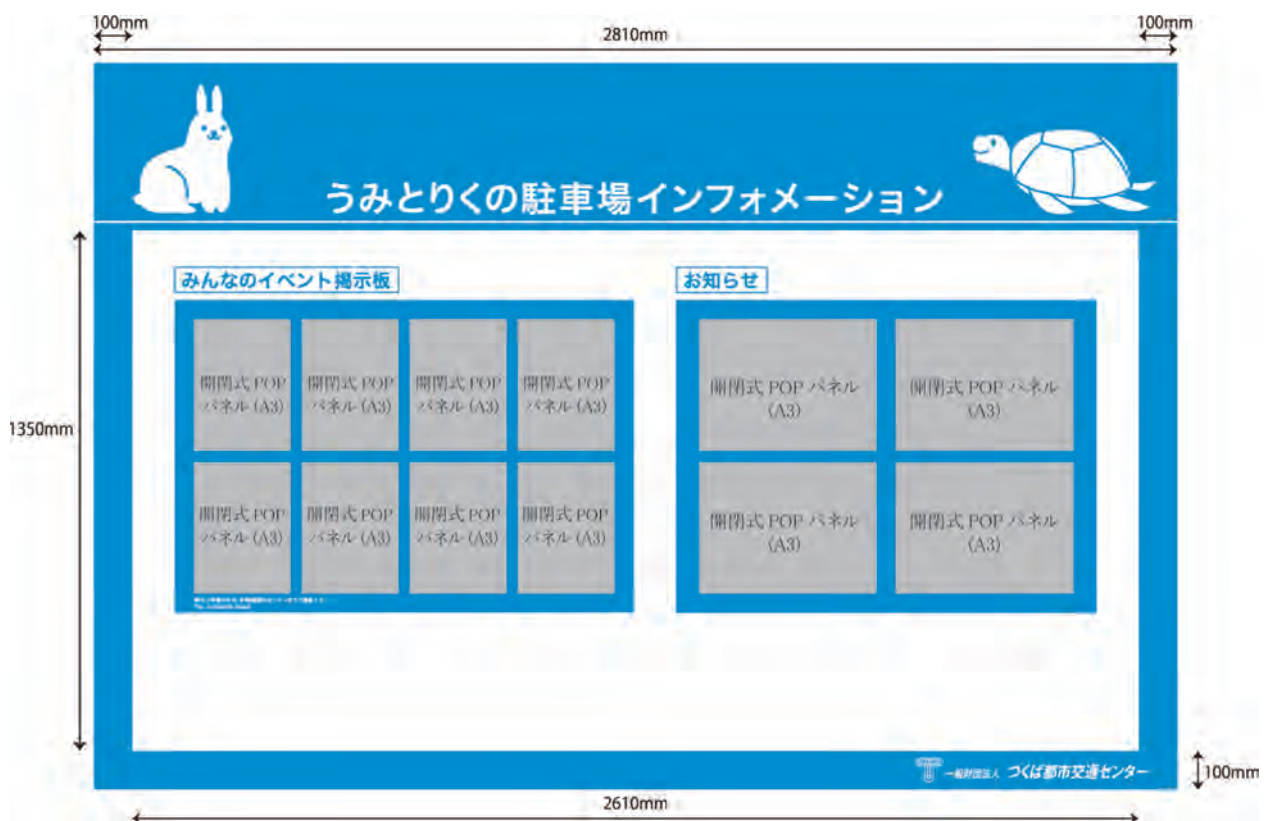 100mm
2810mm
100mm
うみとりくの駐車場インフォメーション
1350mm
みんなのイベント掲示板
お知らせ
開閉式 POP
パネル (A3)
開閉式 POP
パネル (A3)
開閉式 POP
パネル (A3)
開閉式 POP
パネル (A3)
開閉式 POP
パネル (A3)
開閉式 POP
パネル (A3)
開閉式 POP
パネル (A3)
開閉式 POP
パネル (A3)
開閉式 POP パネル
(A3)
開閉式 POP パネル
(A3)
開閉式 POP パネル
(A3)
開閉式 POP パネル
(A3)
一般財団法人 つくば都市交通センター
100mm
2610mm